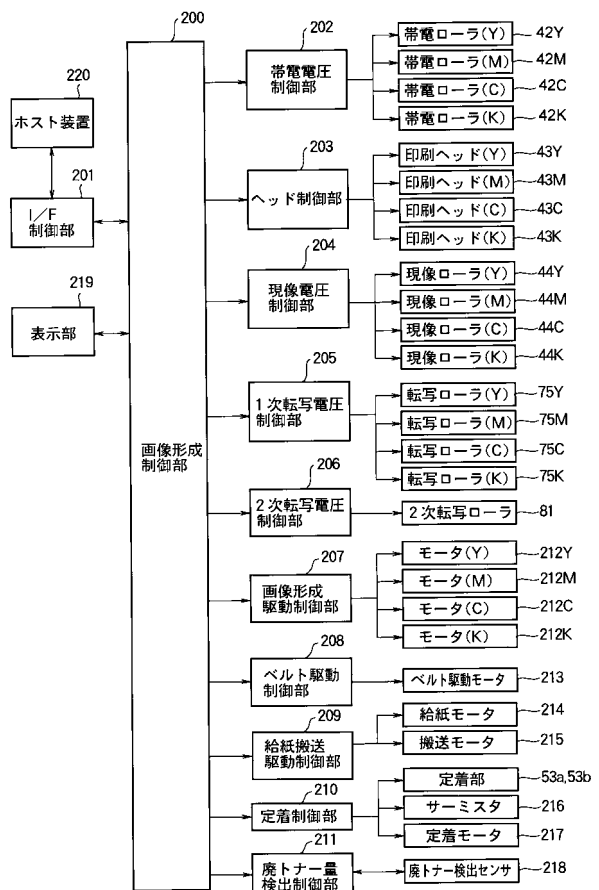 200
220
ホスト装置
201
I/F
制御部
219
表示部
画像形成
制御部
202
帯電電圧
制御部
帯電ローラ(Y)
42Y
帯電ローラ(M)
42M
帯電ローラ(C)
42C
帯電ローラ(K)
42K
203
ヘッド制御部
印刷ヘッド(Y)
43Y
印刷ヘッド(M)
43M
印刷ヘッド(C)
43C
印刷ヘッド(K)
43K
204
現像電圧
制御部
現像ローラ(Y)
44Y
現像ローラ(M)
44M
現像ローラ(C)
44C
現像ローラ(K)
44K
205
1次転写電圧
制御部
転写ローラ(Y)
75Y
転写ローラ(M)
75M
転写ローラ(C)
75C
転写ローラ(K)
75K
206
2次転写電圧
制御部
2次転写ローラ
81
207
画像形成
駆動制御部
モータ(Y)
212Y
モータ(M)
212M
モータ(C)
212C
モータ(K)
212K
208
ベルト駆動
制御部
ベルト駆動モータ
213
209
給紙搬送
駆動制御部
給紙モータ
214
搬送モータ
215
210
定着制御部
定着部
53a,53b
サーミスタ
216
定着モータ
217
211
廃トナー量
検出制御部
廃トナー検出センサ
218